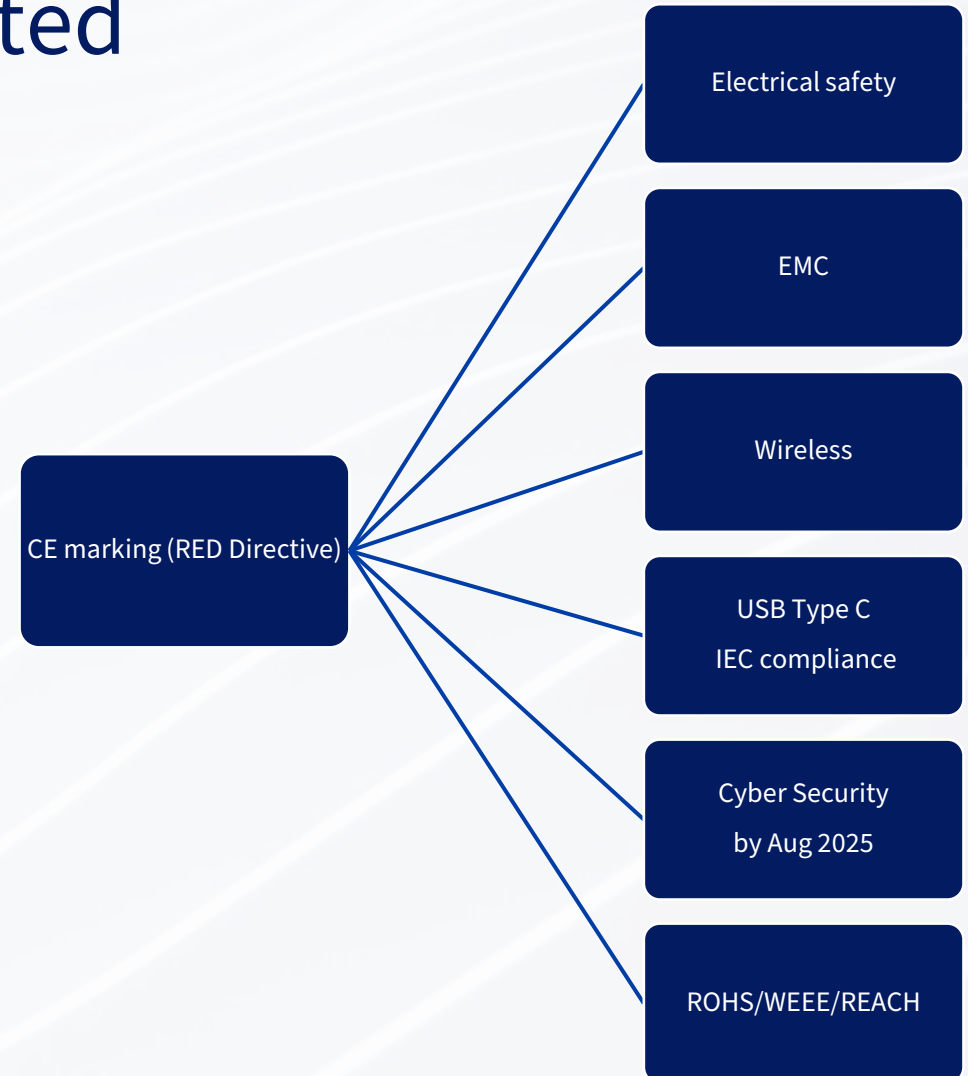 ted
CE marking (RED Directive)
Electrical safety
EMC
Wireless
USB Type C
IEC compliance
Cyber Security
by Aug 2025
ROHS/WEEE/REACH